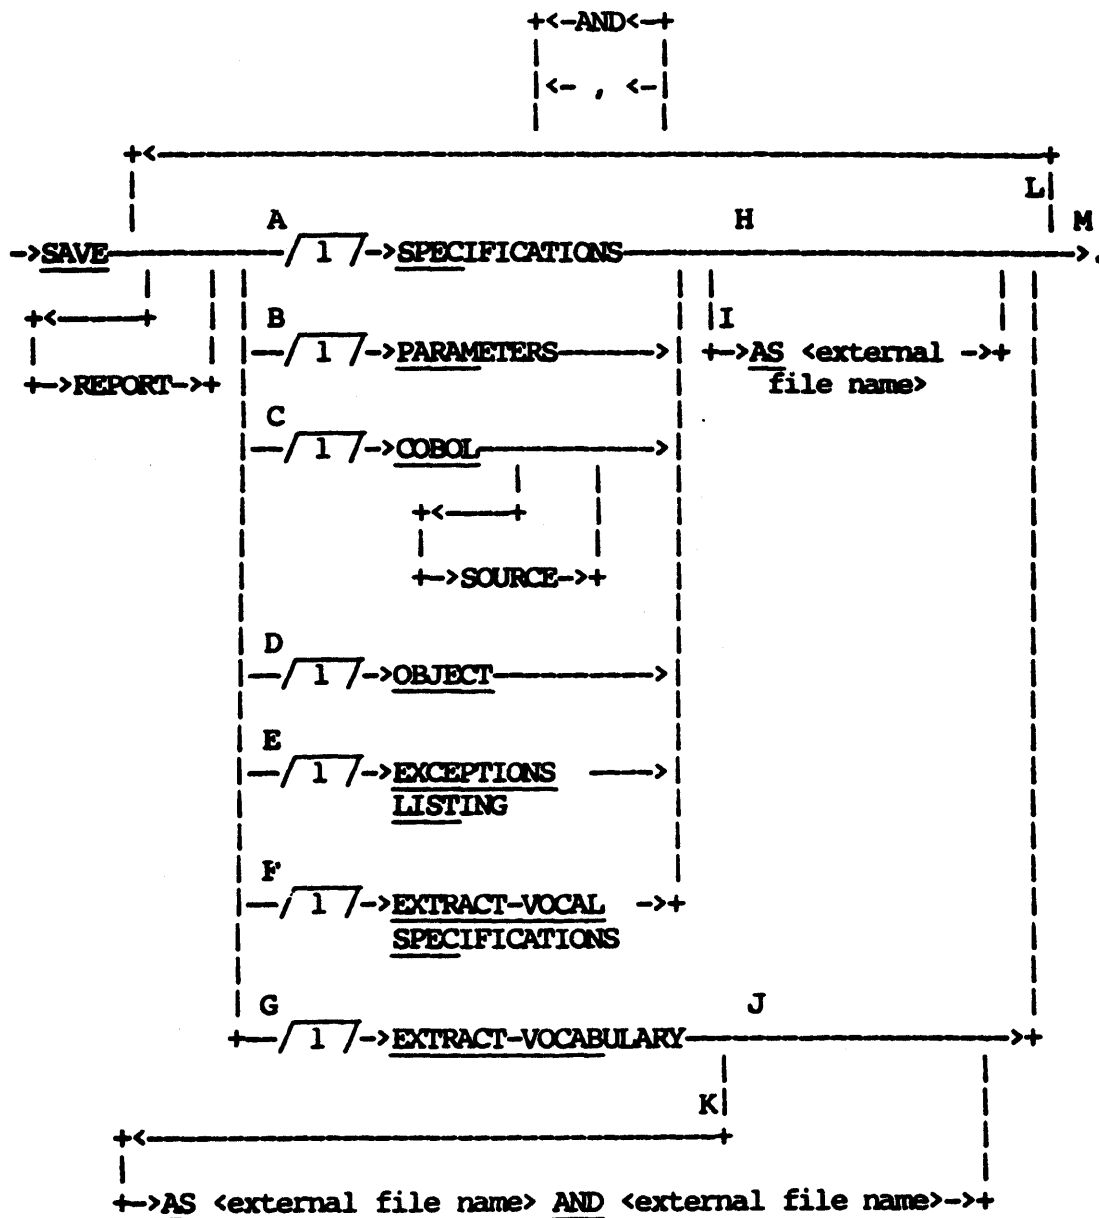 +<-AND<-+
|<- , <-|
+<-----+
L|
A H M
->SAVE-----/ 1 /->SPECIFICATIONS----->.
+<-----+ B |I
|-/ 1 /->PARAMETERS-----> +->AS <external ->+
+->REPORT->+ file name>
C
|-/ 1 /->COBOL----->
+<-----+
+->SOURCE->+
D
|-/ 1 /->OBJECT----->
E
|-/ 1 /->EXCEPTIONS ---->
LISTING
F
|-/ 1 /->EXTRACT-VOCAL ->+
SPECIFICATIONS
G J
+-/ 1 /->EXTRACT-VOCABULARY----->+
K|
+<-----+
+->AS <external file name> AND <external file name>->+